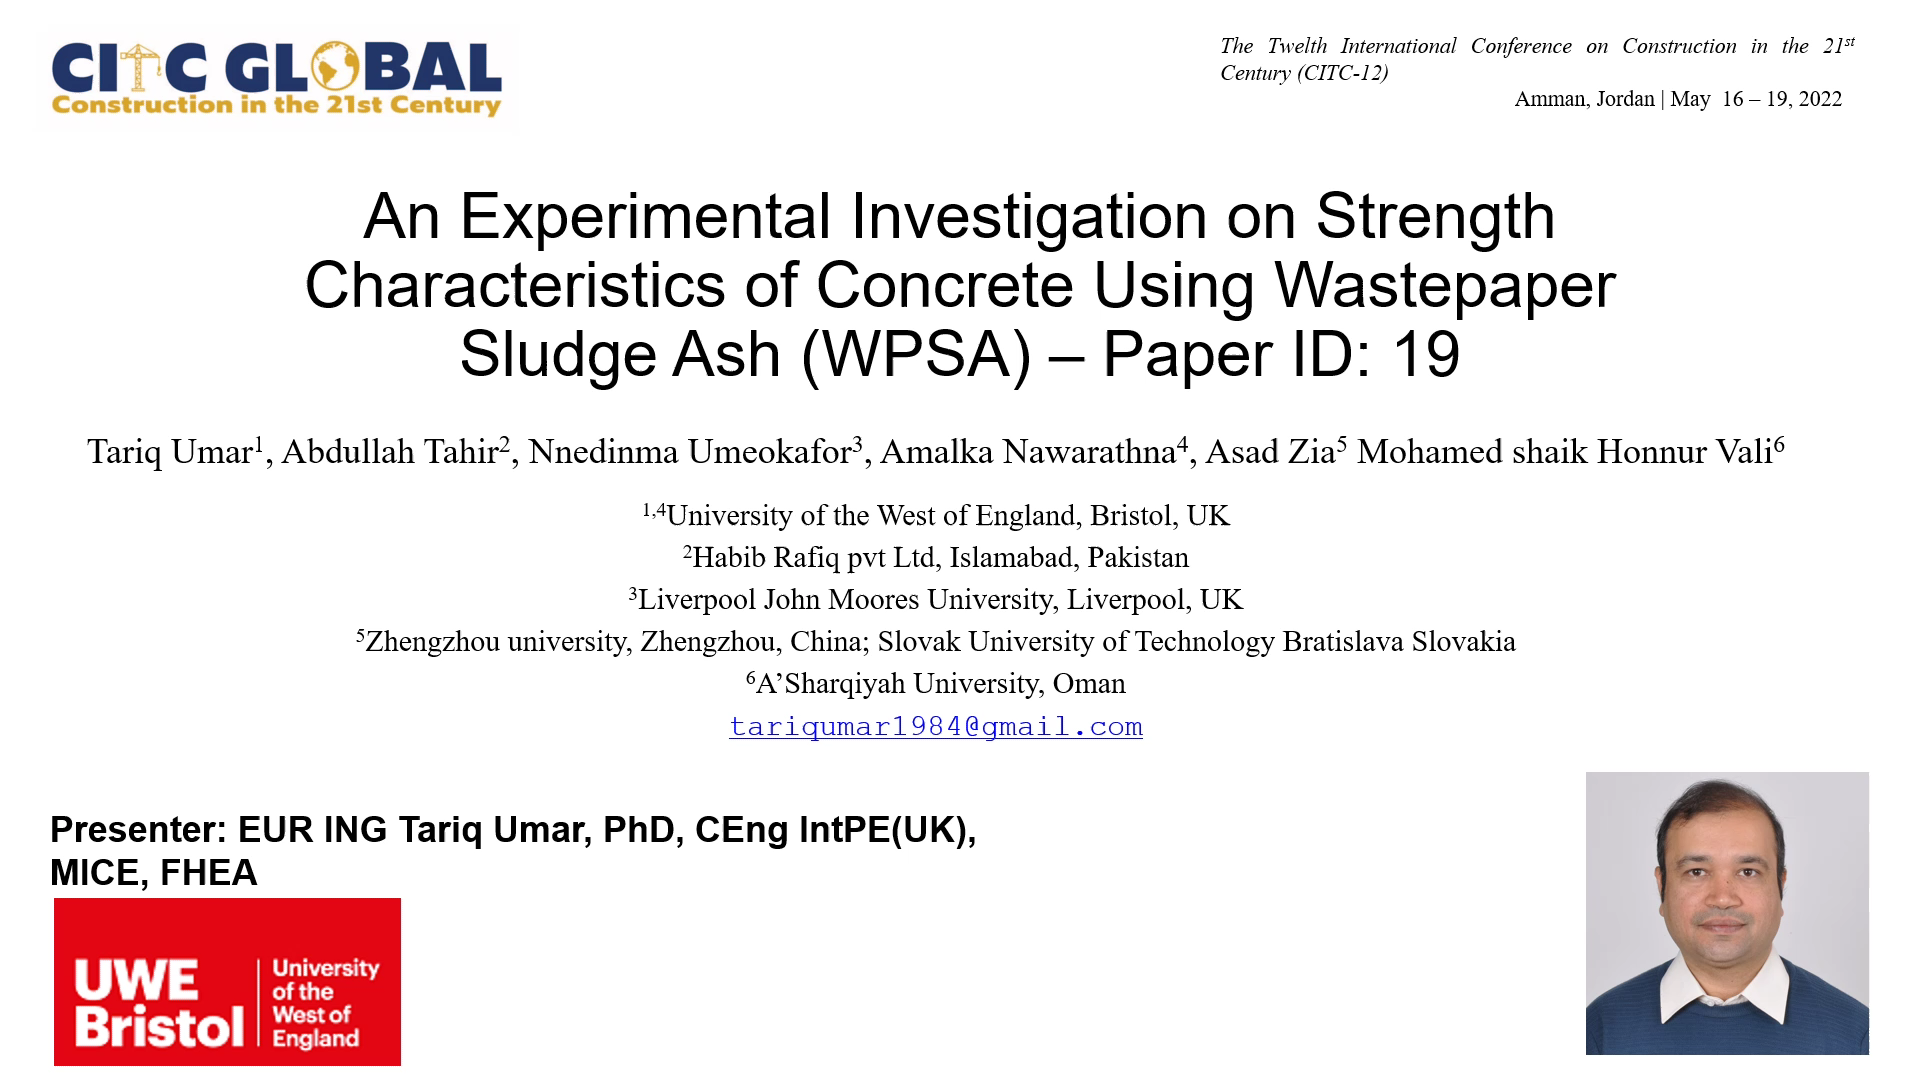 CITC GLOBAL
Construction in the 21st Century
The Twelth International Conference on Construction in the 21st
Century (CITC-12)
Amman, Jordan | May 16 – 19, 2022
An Experimental Investigation on Strength
Characteristics of Concrete Using Wastepaper
Sludge Ash (WPSA) – Paper ID: 19
Tariq Umar1, Abdullah Tahir2, Nnedinma Umeokafor3, Amalka Nawarathna4, Asad Zia5 Mohamed shaik Honnur Vali6
1,4University of the West of England, Bristol, UK
2Habib Rafiq pvt Ltd, Islamabad, Pakistan
3Liverpool John Moores University, Liverpool, UK
5Zhengzhou university, Zhengzhou, China; Slovak University of Technology Bratislava Slovakia
6A’Sharqiyah University, Oman
tariqumar1984@gmail.com
Presenter: EUR ING Tariq Umar, PhD, CEng IntPE(UK),
MICE, FHEA
UWE
Bristol
University
of the
West of
England